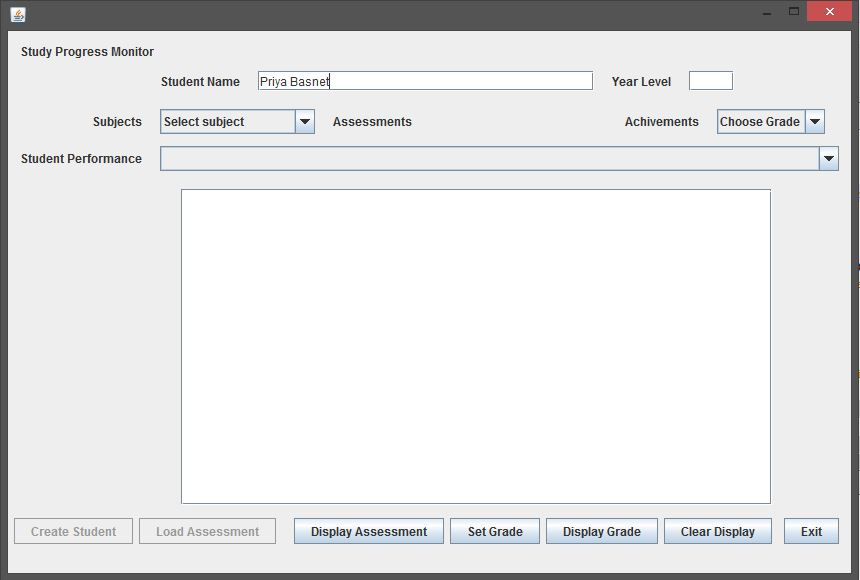 Study Progress Monitor
Student Name Priya Basnet Year Level
Subjects Select subject Assessments Achivements Choose Grade
Student Performance
Create Student Load Assessment Display Assessment Set Grade Display Grade Clear Display Exit